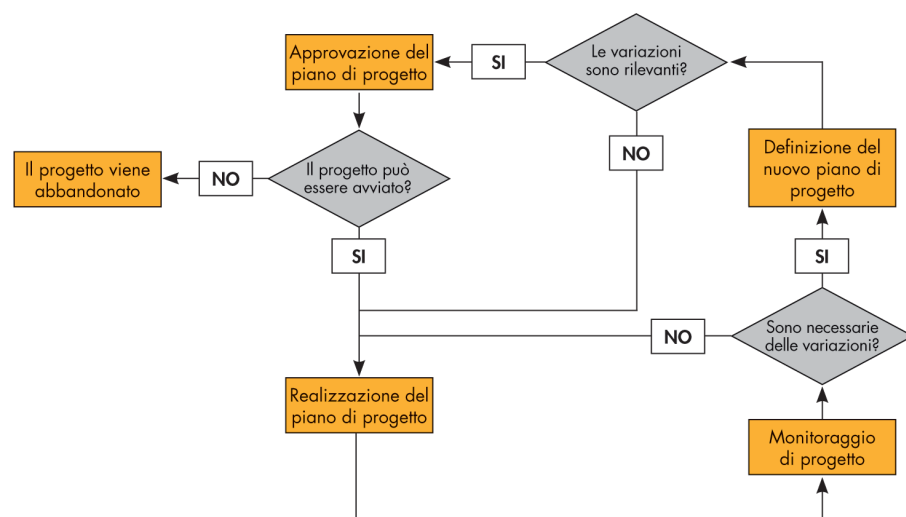 Approvazione del
piano di progetto
SI
Le variazioni
sono rilevanti?
NO
Il progetto viene
abbandonato
NO
Il progetto può
essere avviato?
SI
Definizione del
nuovo piano di
progetto
SI
Sono necessarie
delle variazioni?
NO
Realizzazione del
piano di progetto
Monitoraggio
di progetto